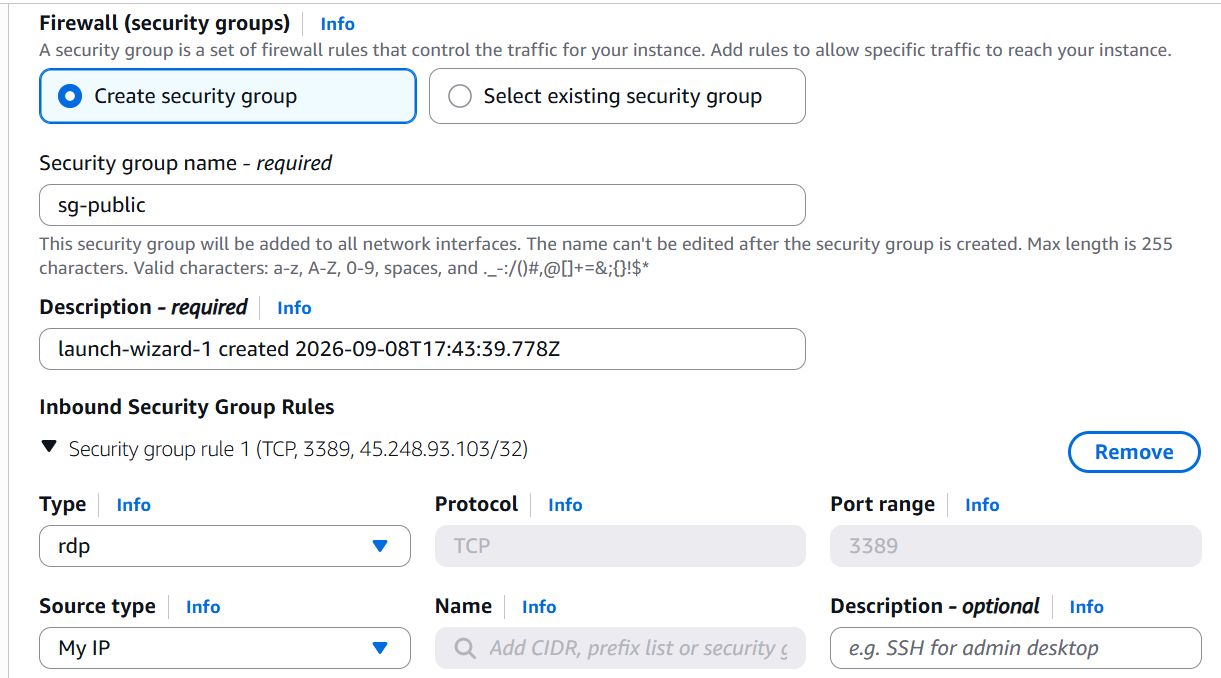 Firewall (security groups) Info
A security group is a set of firewall rules that control the traffic for your instance. Add rules to allow specific traffic to reach your instance.
Create security group Select existing security group
Security group name - required
sg-public
This security group will be added to all network interfaces. The name can't be edited after the security group is created. Max length is 255
characters. Valid characters: a-z, A-Z, 0-9, spaces, and ._-:/()#,@[]+=&;{}!$*
Description - required Info
launch-wizard-1 created 2026-09-08T17:43:39.778Z
Inbound Security Group Rules
Security group rule 1 (TCP, 3389, 45.248.93.103/32)
Remove
Type Info Protocol Info Port range Info
rdp TCP 3389
Source type Info Name Info Description - optional Info
My IP Add CIDR, prefix list or security e.g. SSH for admin desktop